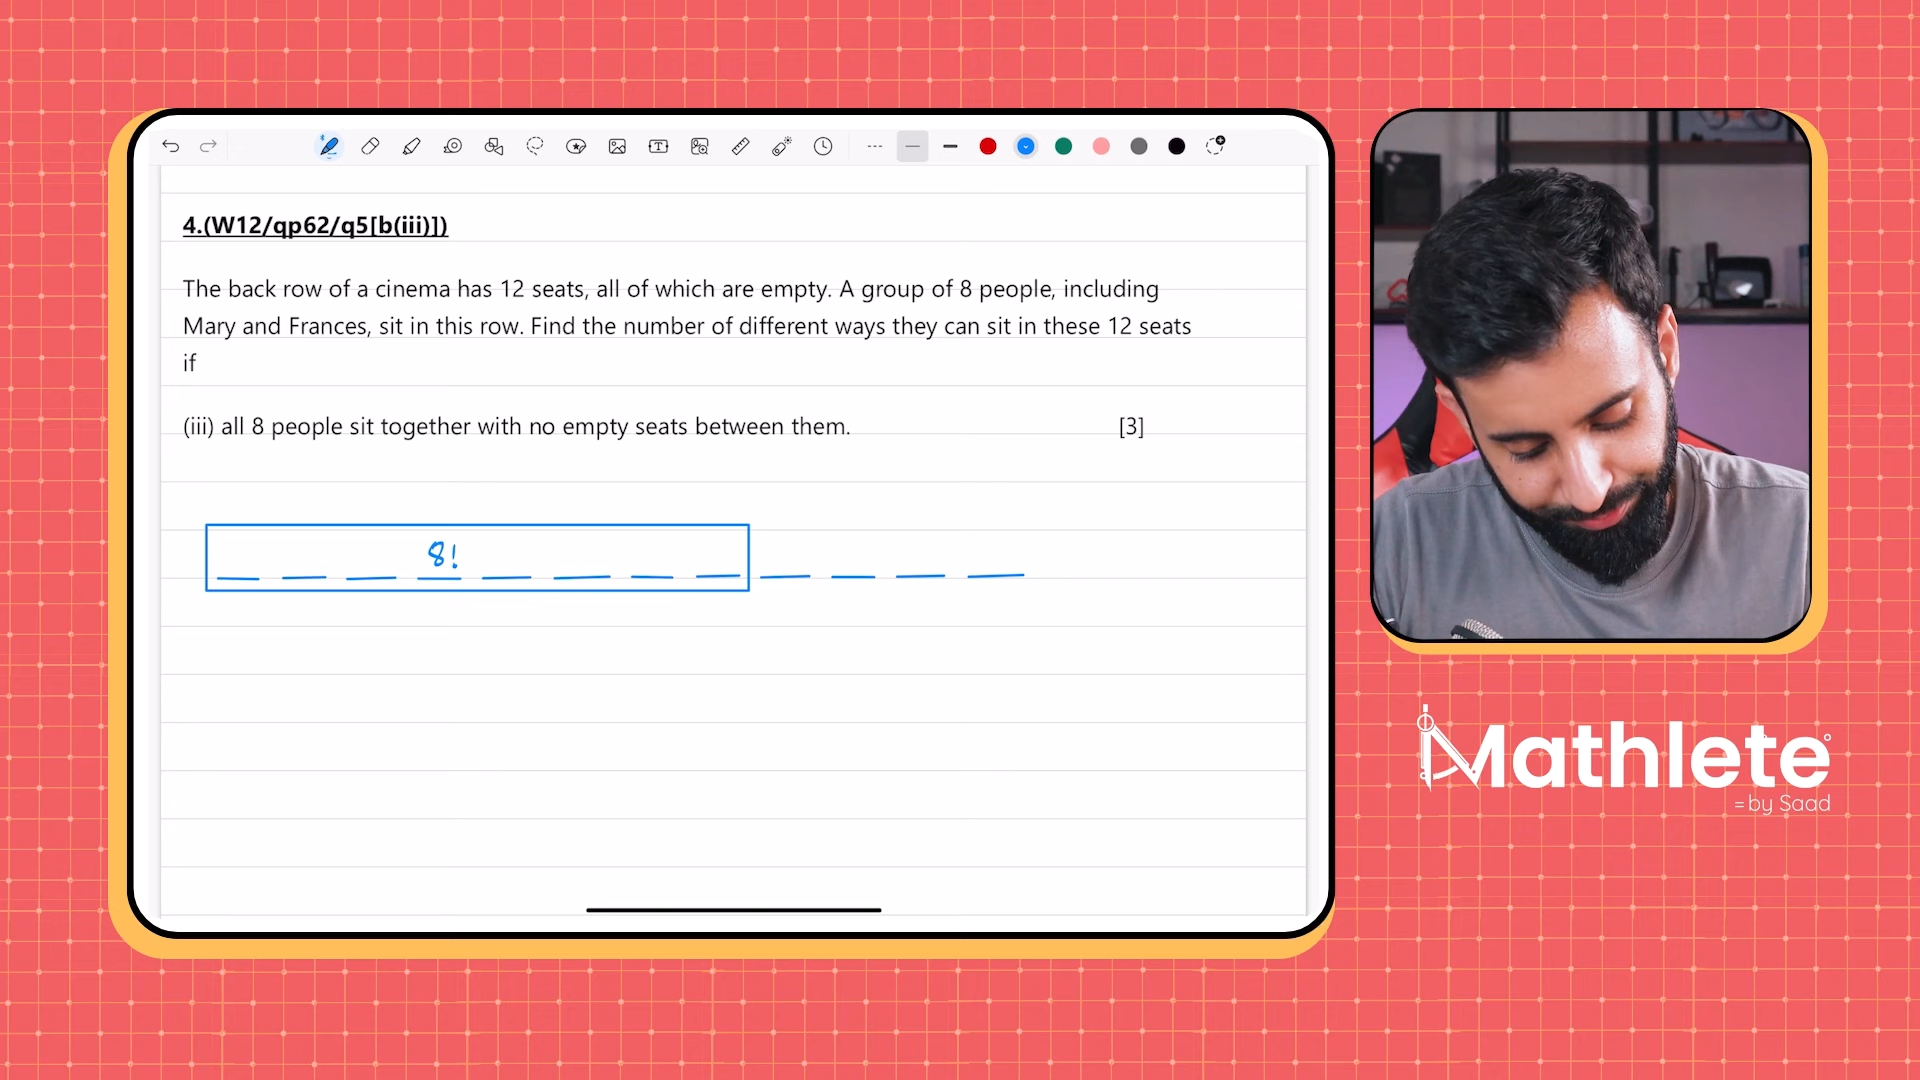 4.(W12/qp62/q5[b(iii)])
The back row of a cinema has 12 seats, all of which are empty. A group of 8 people, including
Mary and Frances, sit in this row. Find the number of different ways they can sit in these 12 seats
if
(iii) all 8 people sit together with no empty seats between them. [3]
8!
Mathlete
=by Saad